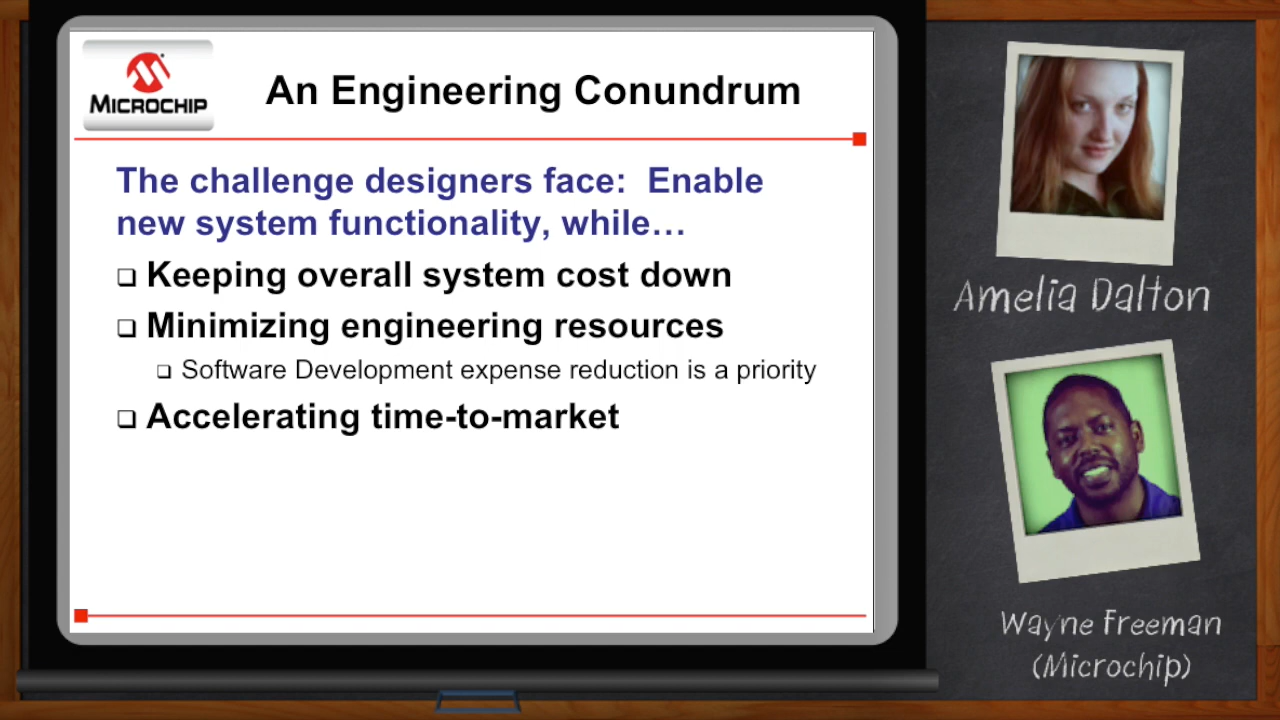 MICROCHIP
An Engineering Conundrum
The challenge designers face:  Enable
new system functionality, while…
❑ Keeping overall system cost down
❑ Minimizing engineering resources
❑ Software Development expense reduction is a priority
❑ Accelerating time-to-market
Amelia Dalton
Wayne Freeman
(Microchip)